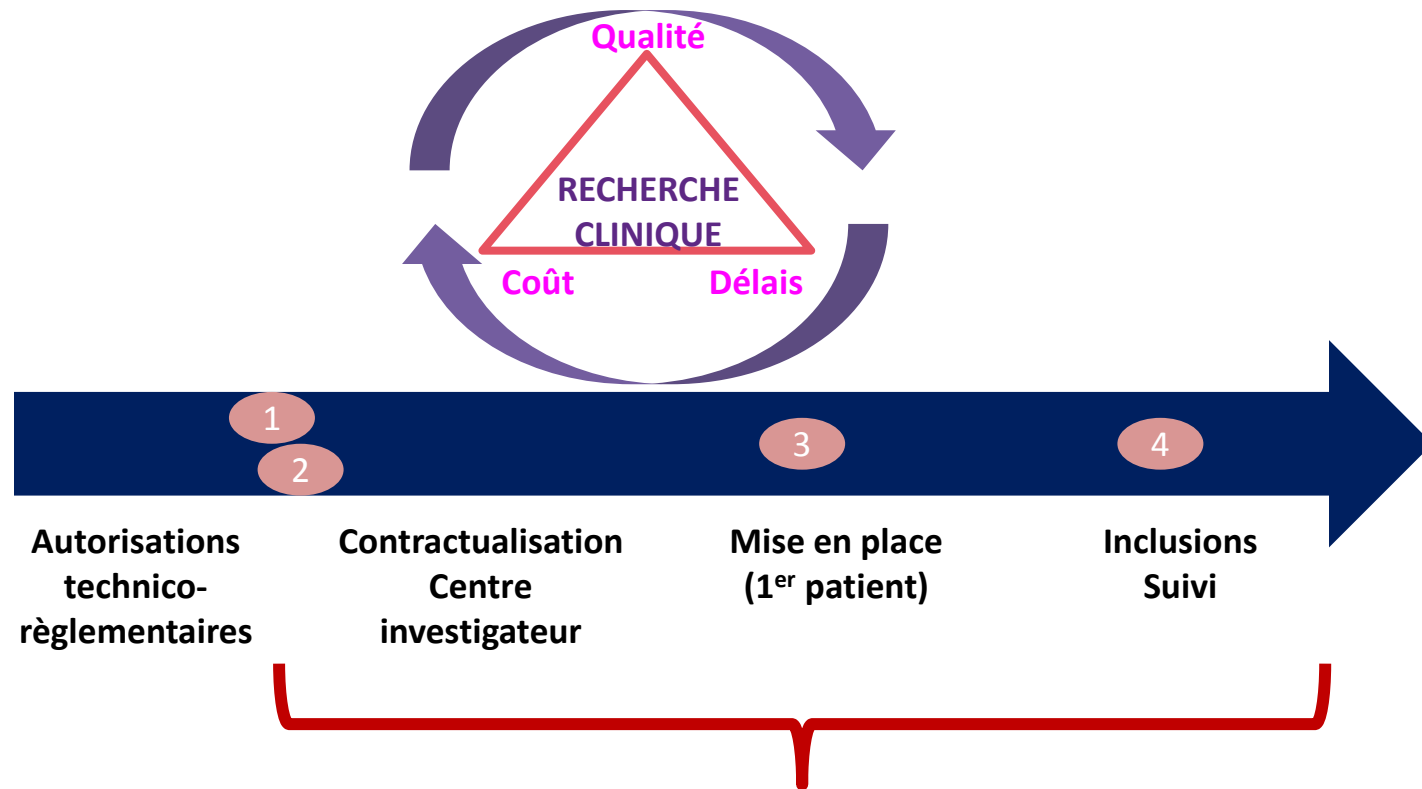 Qualité
RECHERCHE
CLINIQUE
Coût
Délais
1
2
3
4
Autorisations
technico-
règlementaires
Contractualisation
Centre
investigateur
Mise en place
(1er patient)
Inclusions
Suivi